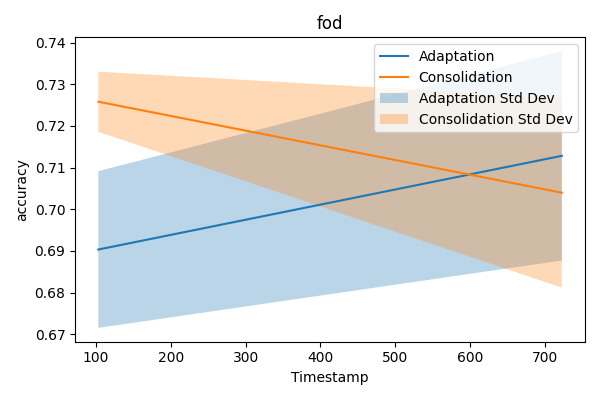 fod
0.74
0.73
0.72
0.71
0.70
0.69
0.68
0.67
accuracy
Adaptation
Consolidation
Adaptation Std Dev
Consolidation Std Dev
100 200 300 400 500 600 700
Timestamp